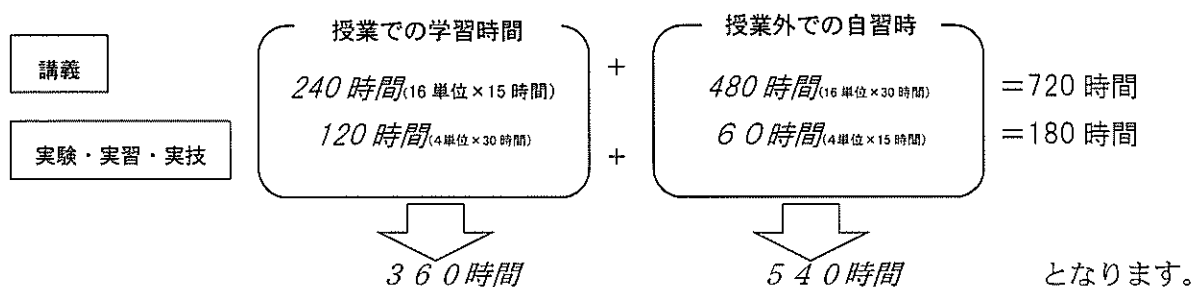 授業での学習時間 授業外での自習時
講義 240時間(16単位×15時間) + 480時間(16単位×30時間) =720時間
実験・実習・実技 120時間(4単位×30時間) + 60時間(4単位×15時間) =180時間
360時間 540時間 となります。